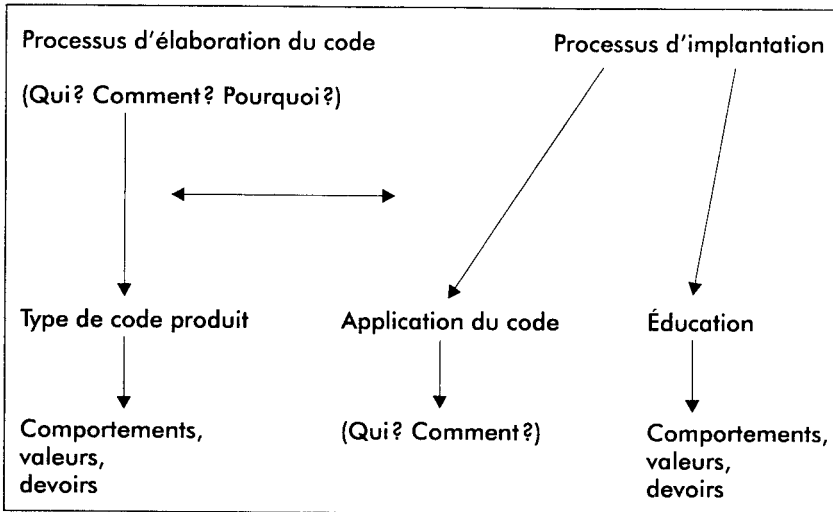 Processus d'élaboration du code
Processus d'implantation
(Qui? Comment? Pourquoi?)
Type de code produit
Application du code
Éducation
Comportements,
valeurs,
devoirs
(Qui? Comment?)
Comportements,
valeurs,
devoirs